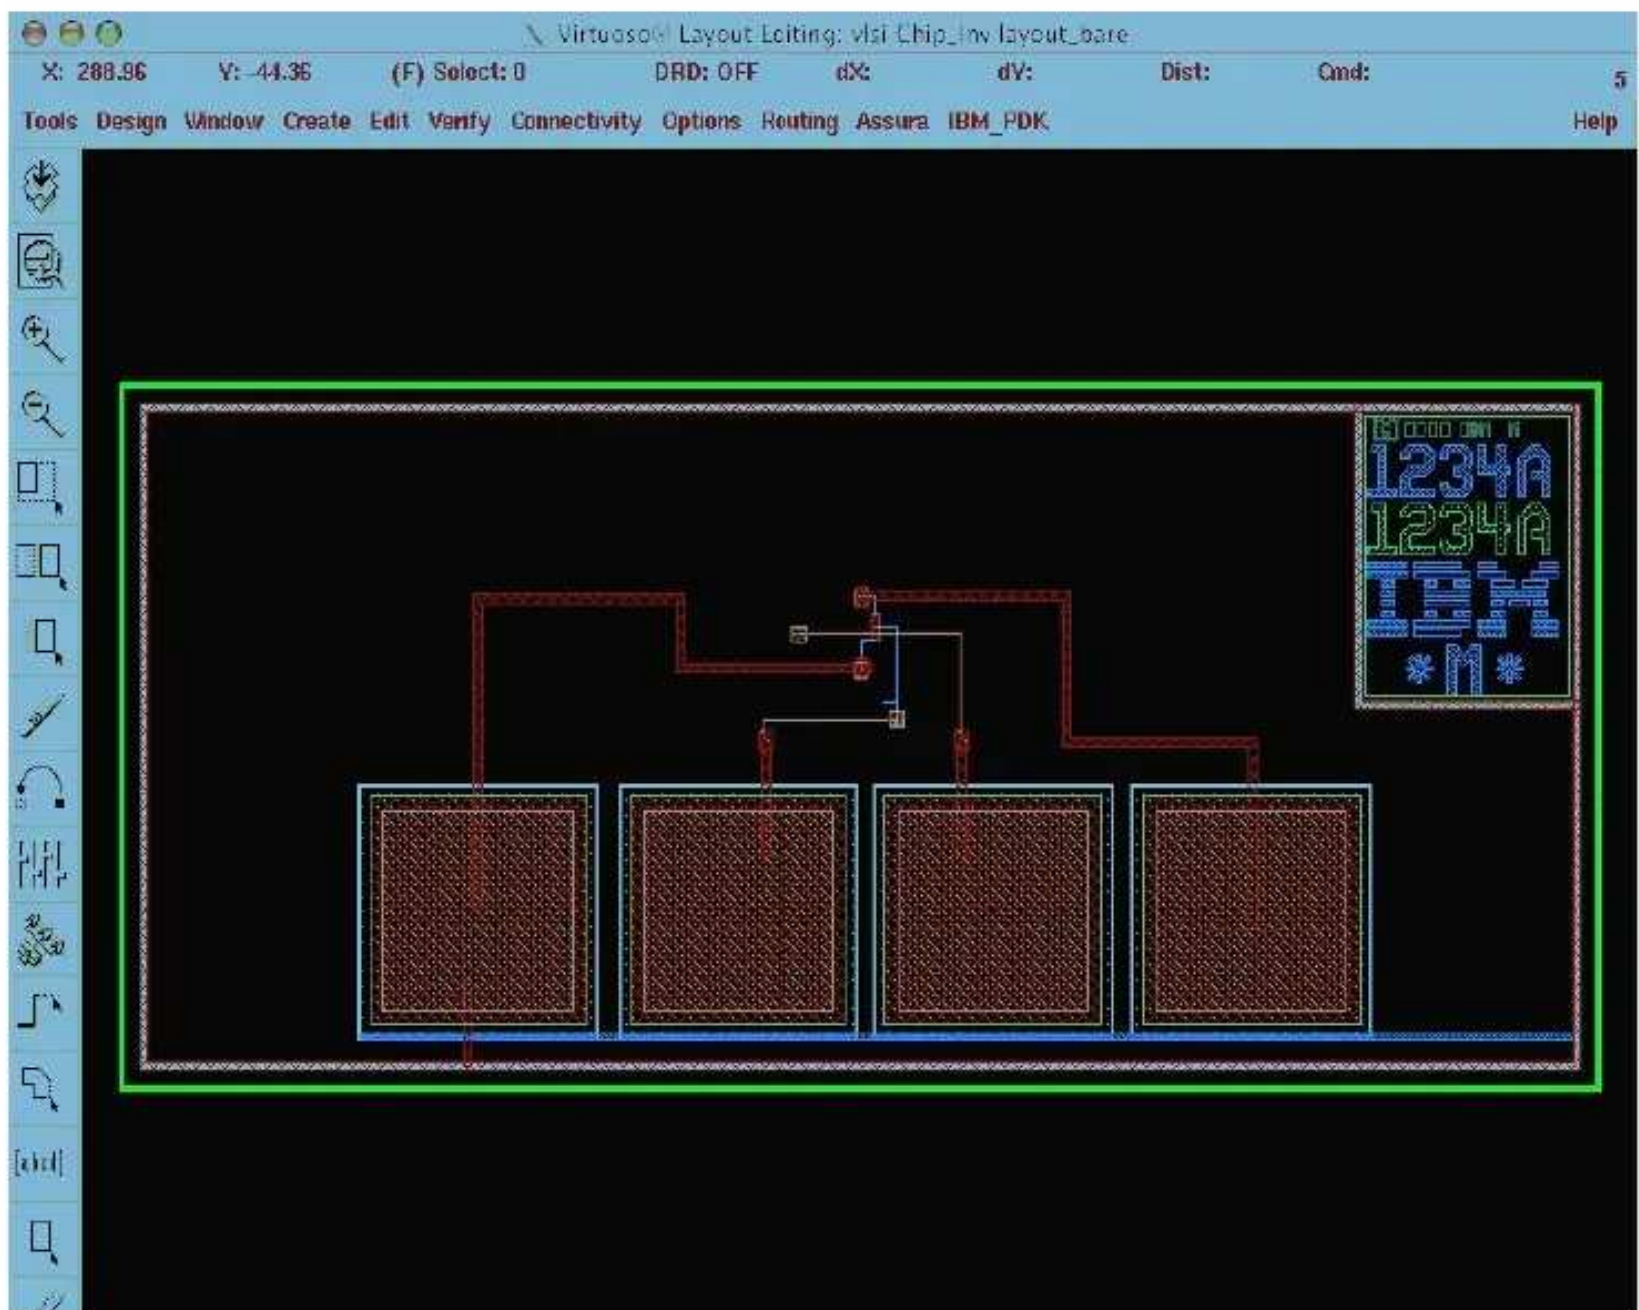 Virtuoso® Layout Editing: vlsi Chip_Inv layout_bare
X: 288.96 Y: -44.36 (F) Select: 0 DRD: OFF dX: dY: Dist: Cmd: 5
Tools Design Window Create Edit Verify Connectivity Options Routing Assura IBM_PDK Help
1234A
1234A
IBM
*M*